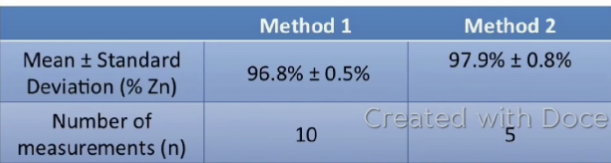 Method 1 Method 2
Mean ± Standard
Deviation (% Zn) 96.8% ± 0.5% 97.9% ± 0.8%
Number of
measurements (n) 10 5
Created with Doce